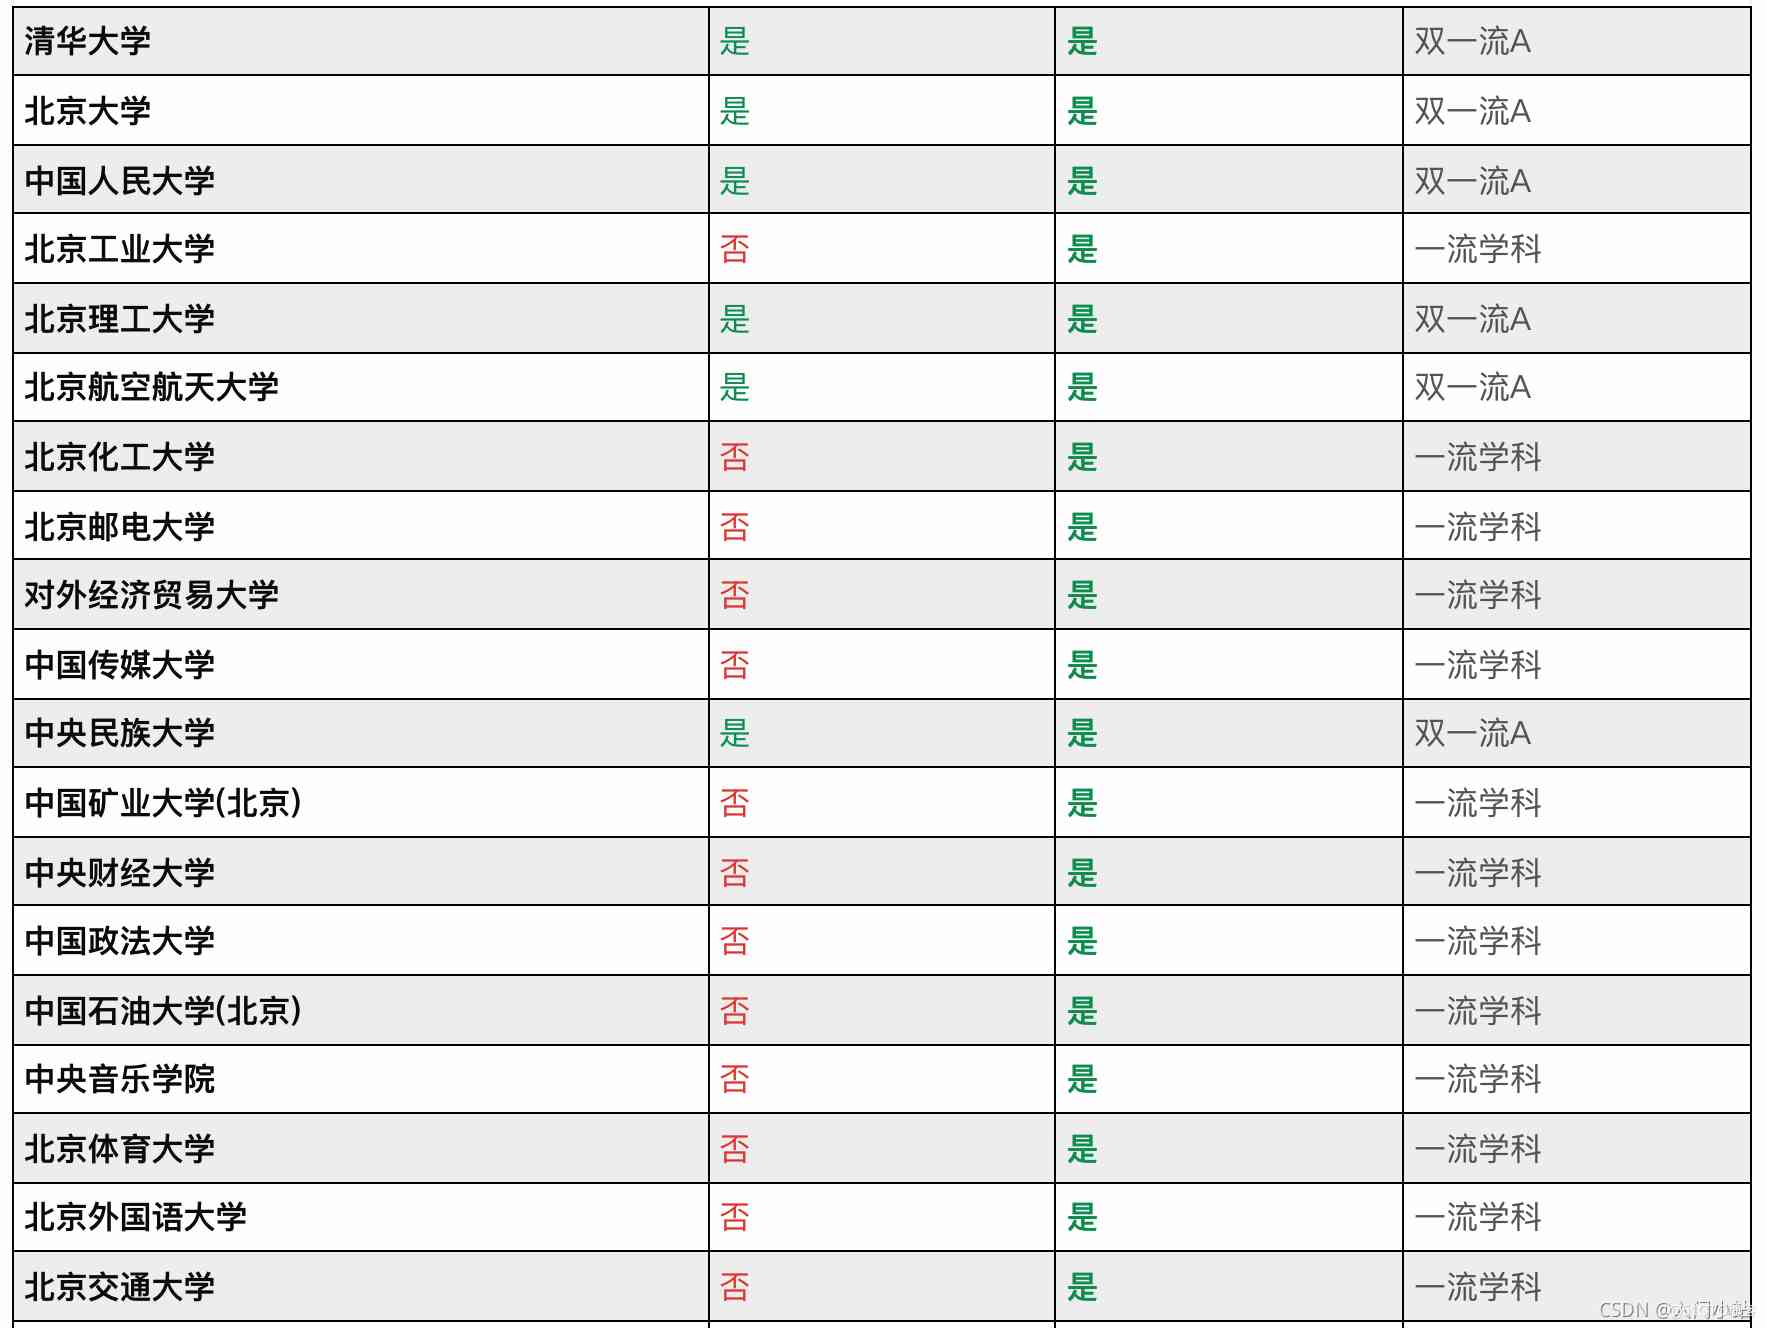 清华大学 是 是 双一流A
北京大学 是 是 双一流A
中国人民大学 是 是 双一流A
北京工业大学 否 是 一流学科
北京理工大学 是 是 双一流A
北京航空航天大学 是 是 双一流A
北京化工大学 否 是 一流学科
北京邮电大学 否 是 一流学科
对外经济贸易大学 否 是 一流学科
中国传媒大学 否 是 一流学科
中央民族大学 是 是 双一流A
中国矿业大学(北京) 否 是 一流学科
中央财经大学 否 是 一流学科
中国政法大学 否 是 一流学科
中国石油大学(北京) 否 是 一流学科
中央音乐学院 否 是 一流学科
北京体育大学 否 是 一流学科
北京外国语大学 否 是 一流学科
北京交通大学 否 是 一流学科
CSDN @六门小站